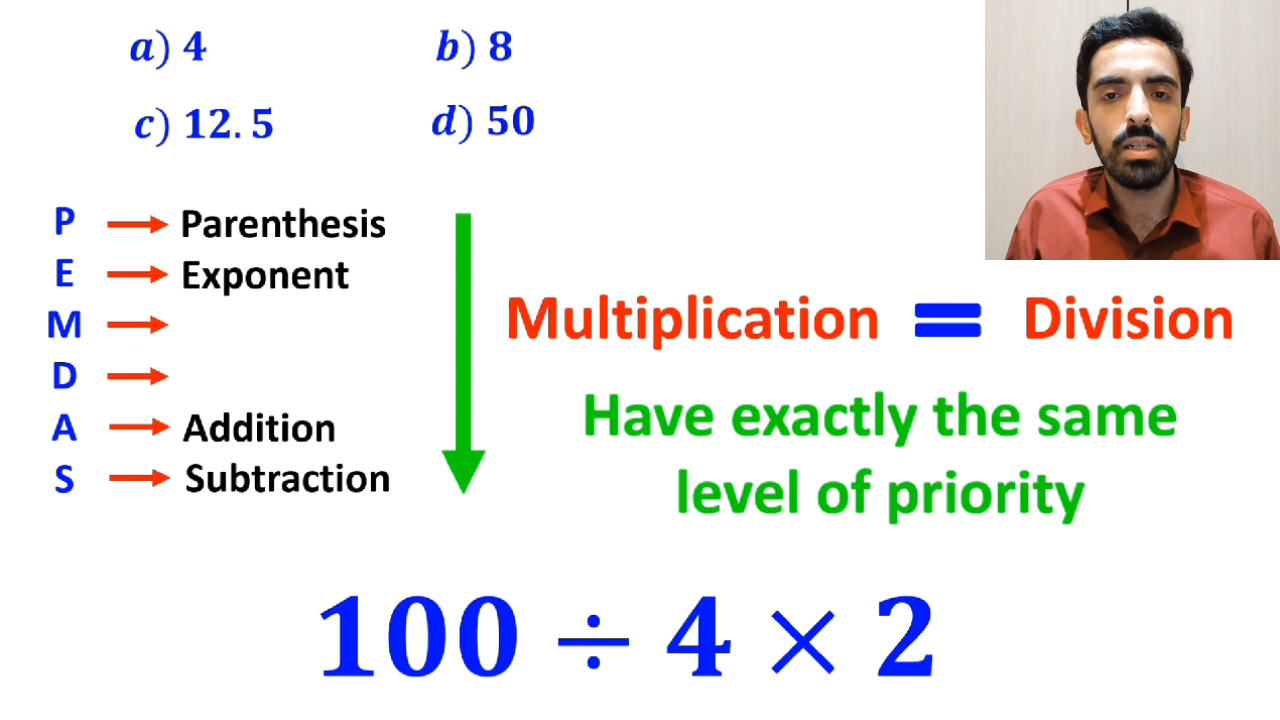 a) 4 b) 8
c) 12.5 d) 50
P → Parenthesis
E → Exponent
M →
D →
A → Addition
S → Subtraction
Multiplication = Division
Have exactly the same
level of priority
100 ÷ 4 × 2